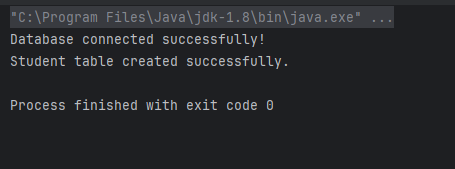 "C:\Program Files\Java\jdk-1.8\bin\java.exe" ...
Database connected successfully!
Student table created successfully.
Process finished with exit code 0